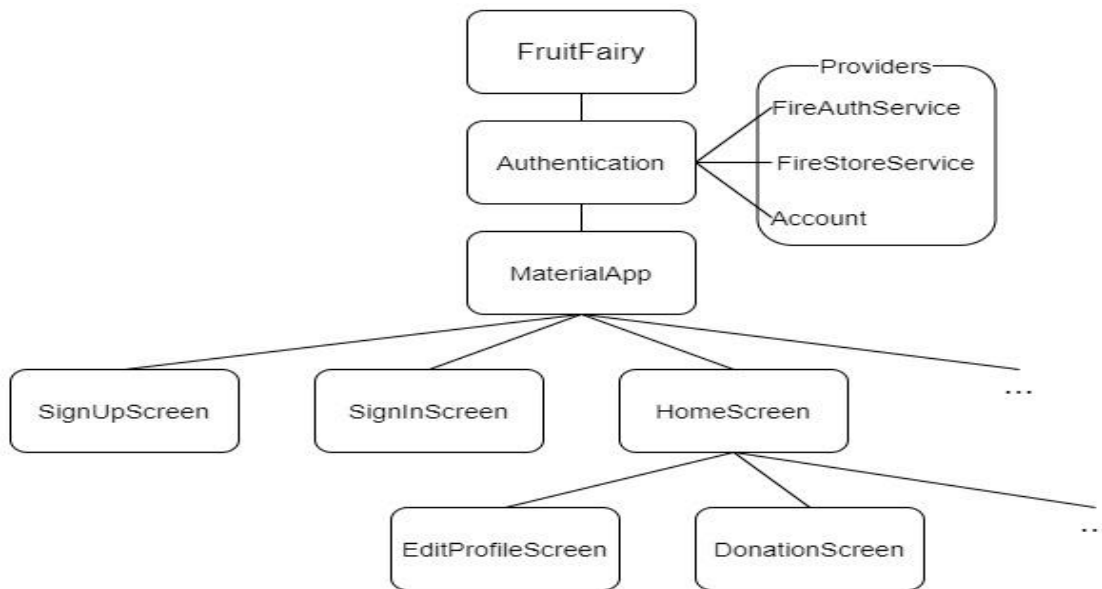 FruitFairy
Providers
FireAuthService
Authentication
FireStoreService
Account
MaterialApp
...
SignUpScreen
SignInScreen
HomeScreen
..
EditProfileScreen
DonationScreen